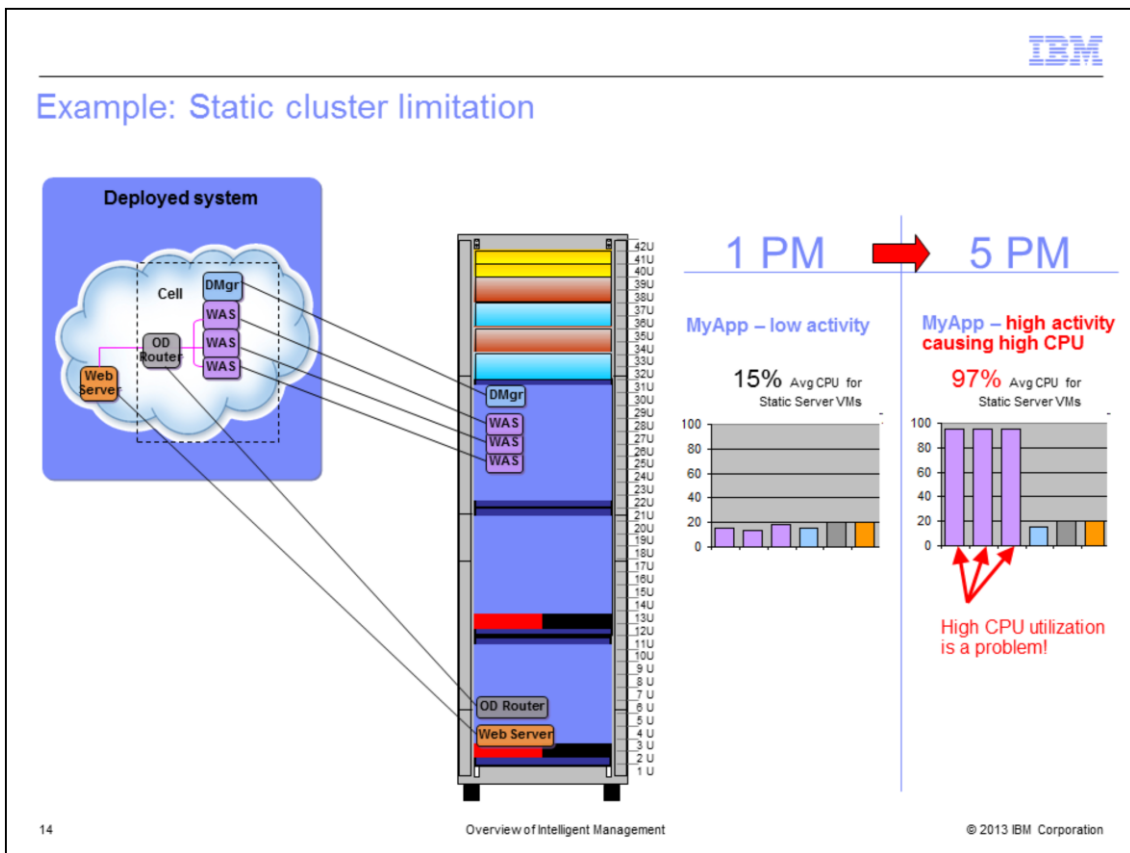 IBM
Example: Static cluster limitation
Deployed system
Cell
DMgr
WAS
WAS
WAS
OD
Router
Web
Server
42U
41U
40U
39U
38U
37U
36U
35U
34U
33U
32U
31U
30U
29U
28U
27U
26U
25U
24U
23U
22U
21U
20U
19U
18U
17U
16U
15U
14U
13U
12U
11U
10U
9 U
8 U
7 U
6 U
5 U
4 U
3 U
2 U
1 U
DMgr
WAS
WAS
WAS
OD Router
Web Server
1 PM
MyApp – low activity
15% Avg CPU for
Static Server VMs
100
80
60
40
20
0
5 PM
MyApp – high activity
causing high CPU
97% Avg CPU for
Static Server VMs
100
80
60
40
20
0
High CPU utilization
is a problem!
14
Overview of Intelligent Management
© 2013 IBM Corporation